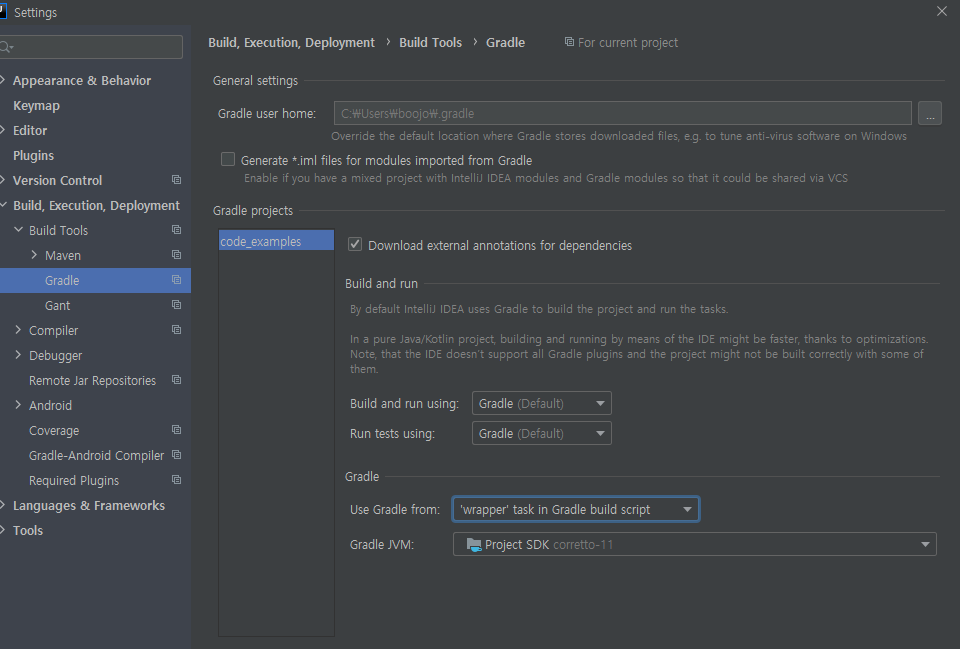 Settings
Appearance & Behavior
Keymap
Editor
Plugins
Version Control
Build, Execution, Deployment
Build Tools
Maven
Gradle
Gant
Compiler
Debugger
Remote Jar Repositories
Android
Coverage
Gradle-Android Compiler
Required Plugins
Languages & Frameworks
Tools
Build, Execution, Deployment › Build Tools › Gradle For current project
General settings
Gradle user home: C:₩Users₩boojo₩.gradle ...
Override the default location where Gradle stores downloaded files, e.g. to tune anti-virus software on Windows
Generate *.iml files for modules imported from Gradle
Enable if you have a mixed project with IntelliJ IDEA modules and Gradle modules so that it could be shared via VCS
Gradle projects
code_examples
Download external annotations for dependencies
Build and run
By default IntelliJ IDEA uses Gradle to build the project and run the tasks.
In a pure Java/Kotlin project, building and running by means of the IDE might be faster, thanks to optimizations.
Note, that the IDE doesn't support all Gradle plugins and the project might not be built correctly with some of
them.
Build and run using: Gradle (Default)
Run tests using: Gradle (Default)
Gradle
Use Gradle from: 'wrapper' task in Gradle build script
Gradle JVM: Project SDK corretto-11